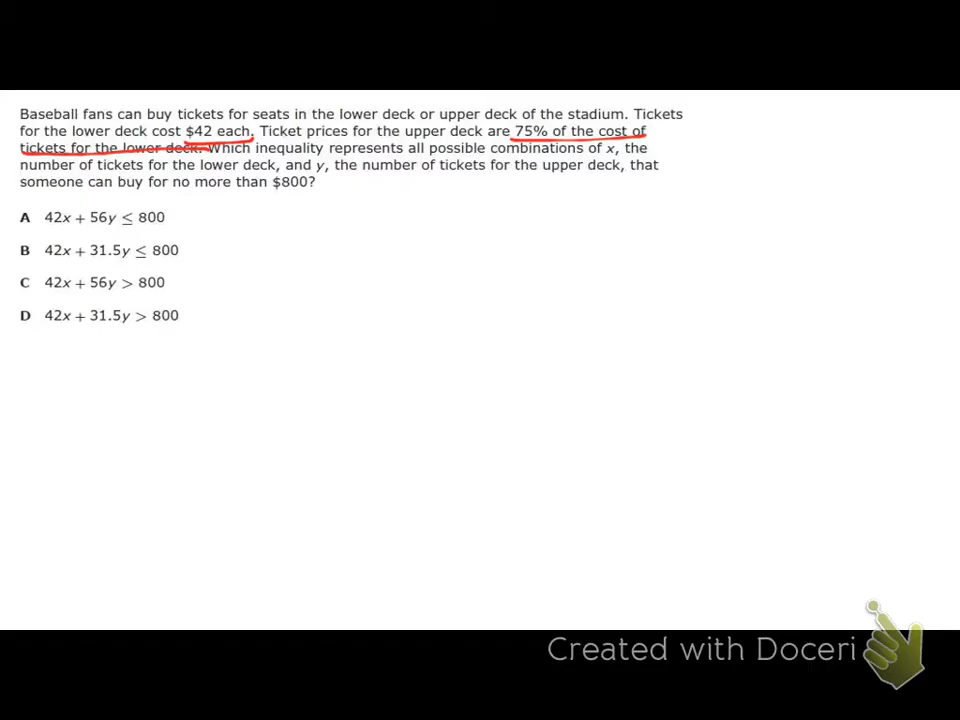 Baseball fans can buy tickets for seats in the lower deck or upper deck of the stadium. Tickets
for the lower deck cost $42 each. Ticket prices for the upper deck are 75% of the cost of
tickets for the lower deck. Which inequality represents all possible combinations of x, the
number of tickets for the lower deck, and y, the number of tickets for the upper deck, that
someone can buy for no more than $800?
A 42x + 56y ≤ 800
B 42x + 31.5y ≤ 800
C 42x + 56y > 800
D 42x + 31.5y > 800
Created with Doceri